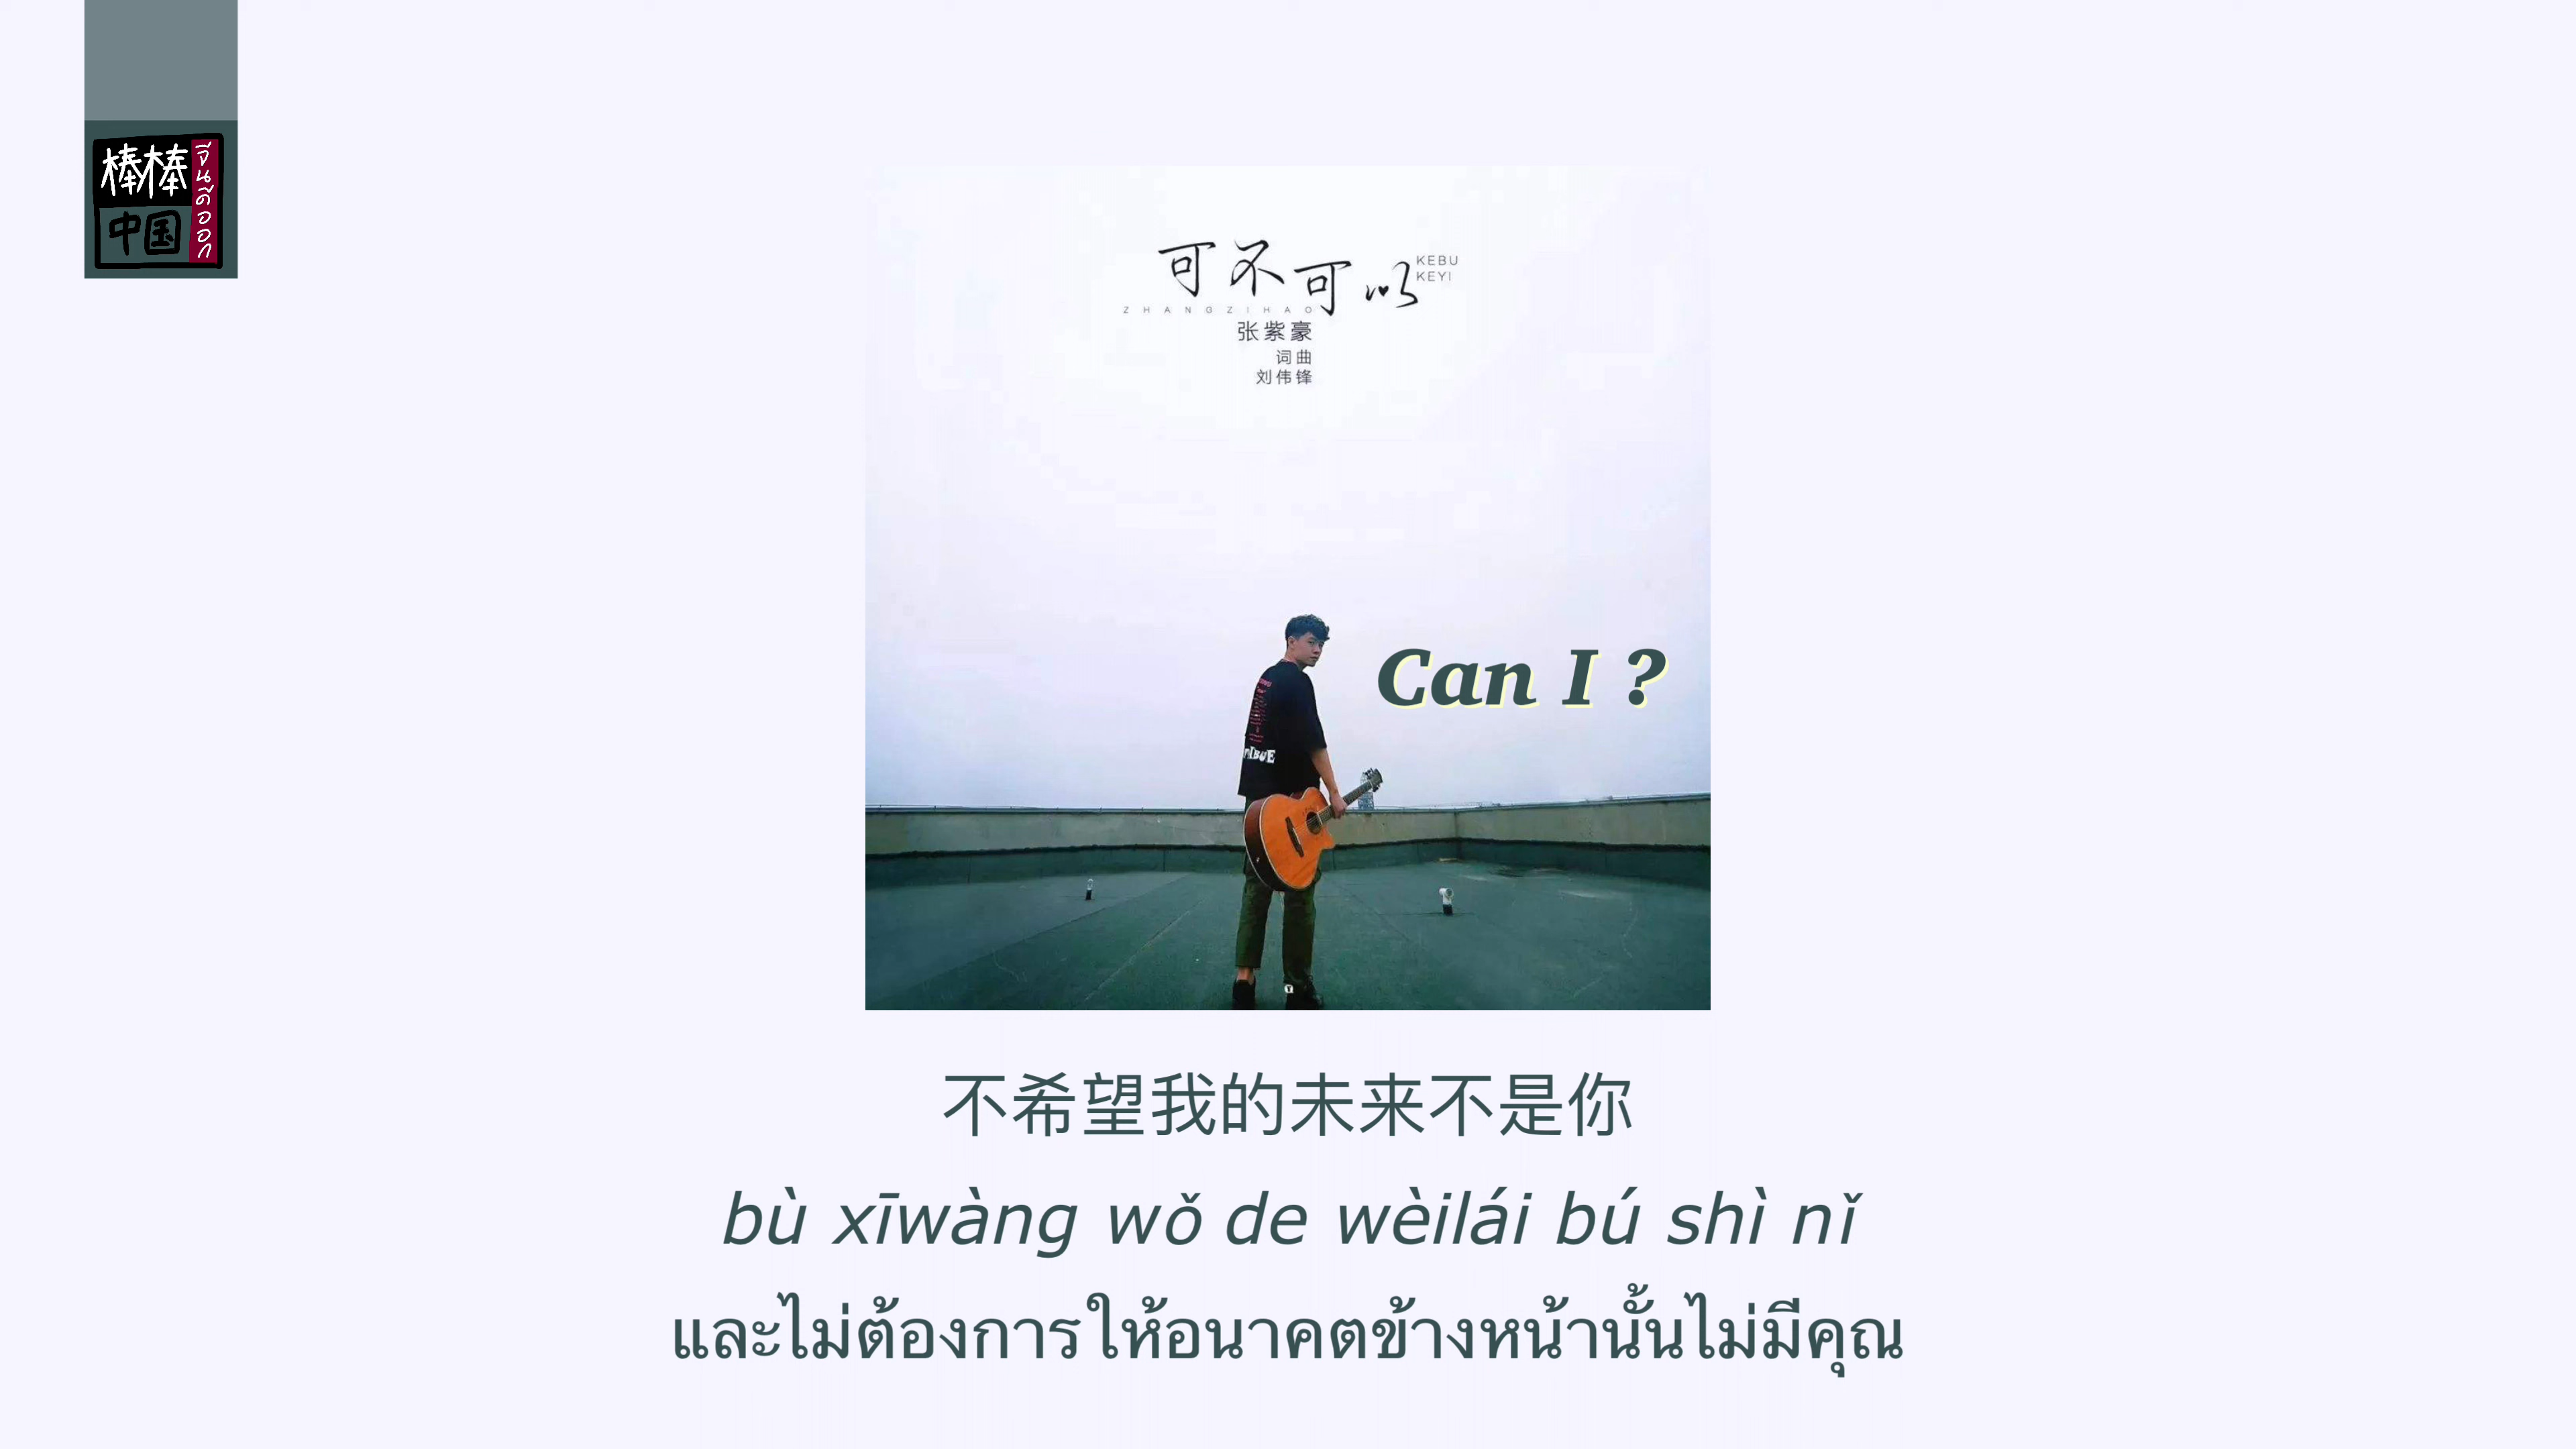 棒棒
中国
จีนดีออก
可不可以
KEBU
KEYI
ZHANGZIHAO
张紫豪
词曲
刘伟锋
Can I ?
不希望我的未来不是你
bù xīwàng wǒ de wèilái bú shì nǐ
และไม่ต้องการให้อนาคตข้างหน้านั้นไม่มีคุณ